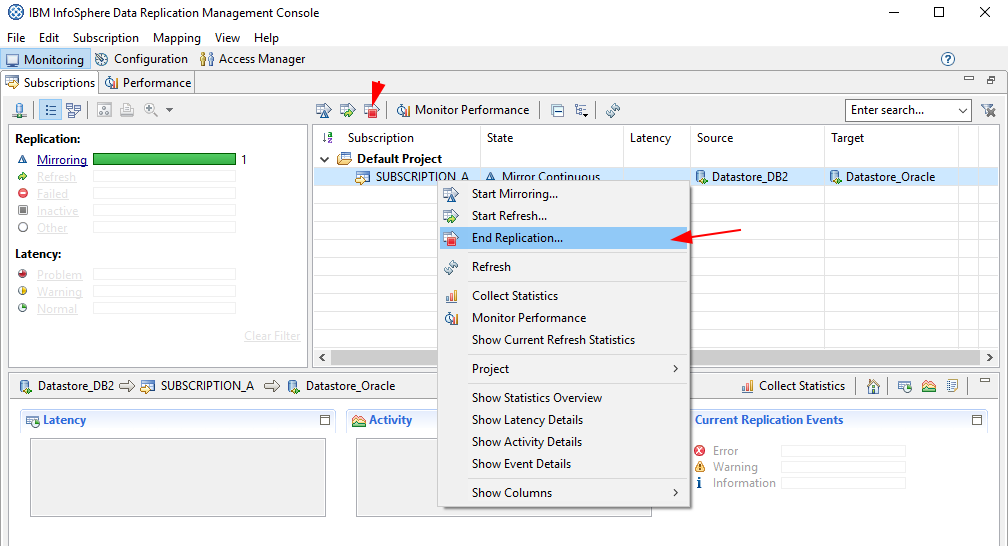 IBM InfoSphere Data Replication Management Console
File Edit Subscription Mapping View Help
Monitoring Configuration Access Manager
Subscriptions Performance
Monitor Performance Enter search...
Replication:
Mirroring 1
Refresh
Failed
Inactive
Other
Latency:
Problem
Warning
Normal
Clear Filter
Subscription State Latency Source Target
Default Project
SUBSCRIPTION_A Mirror Continuous Datastore_DB2 Datastore_Oracle
Start Mirroring...
Start Refresh...
End Replication...
Refresh
Collect Statistics
Monitor Performance
Show Current Refresh Statistics
Project
Show Statistics Overview
Show Latency Details
Show Activity Details
Show Event Details
Show Columns
Datastore_DB2 SUBSCRIPTION_A Datastore_Oracle Collect Statistics
Latency Activity Current Replication Events
Error
Warning
Information